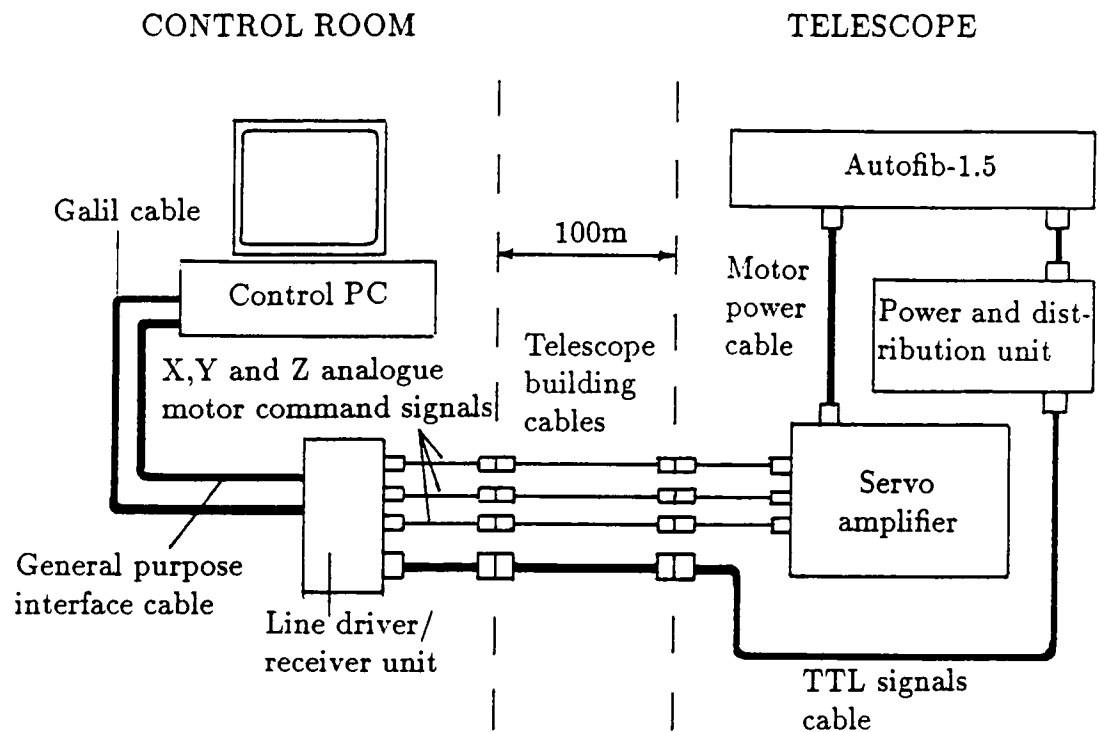 CONTROL ROOM
TELESCOPE
Autofib-1.5
Galil cable
100m
Control PC
Motor
power
cable
Power and dist-
ribution unit
X,Y and Z analogue
motor command signals
Telescope
building
cables
Servo
amplifier
General purpose
interface cable
Line driver/
receiver unit
TTL signals
cable